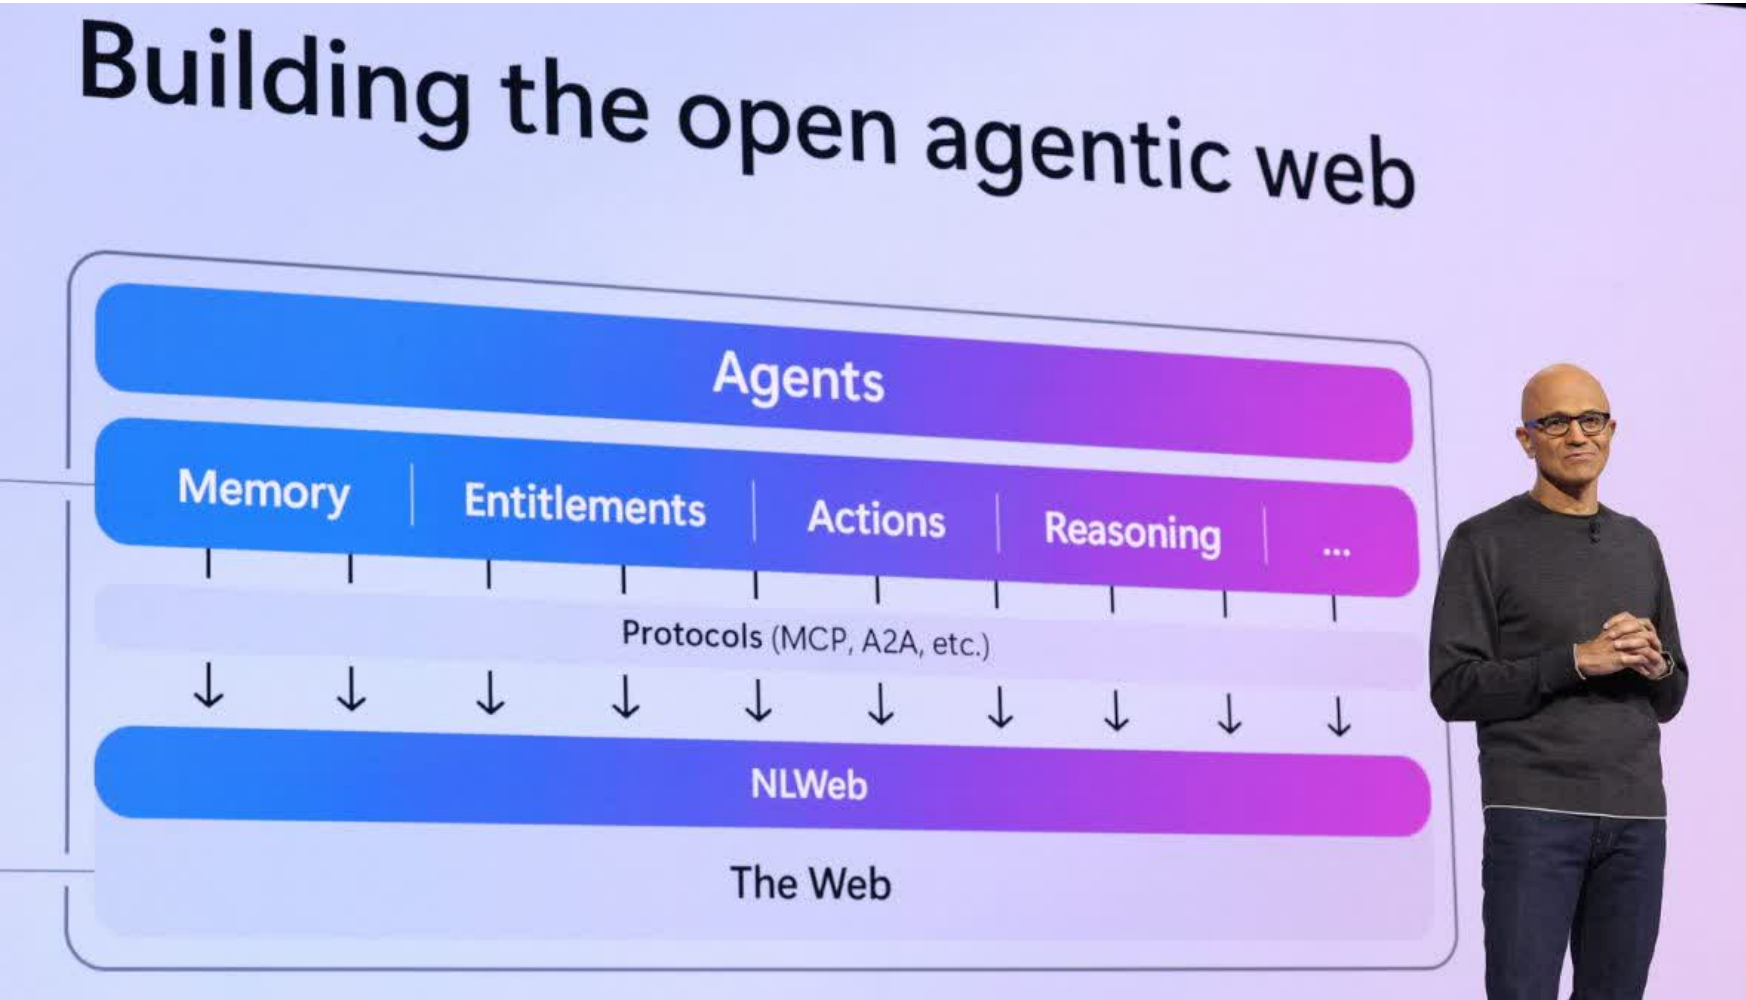 Building the open agentic web
Agents
Memory Entitlements Actions Reasoning ...
Protocols (MCP, A2A, etc.)
NLWeb
The Web